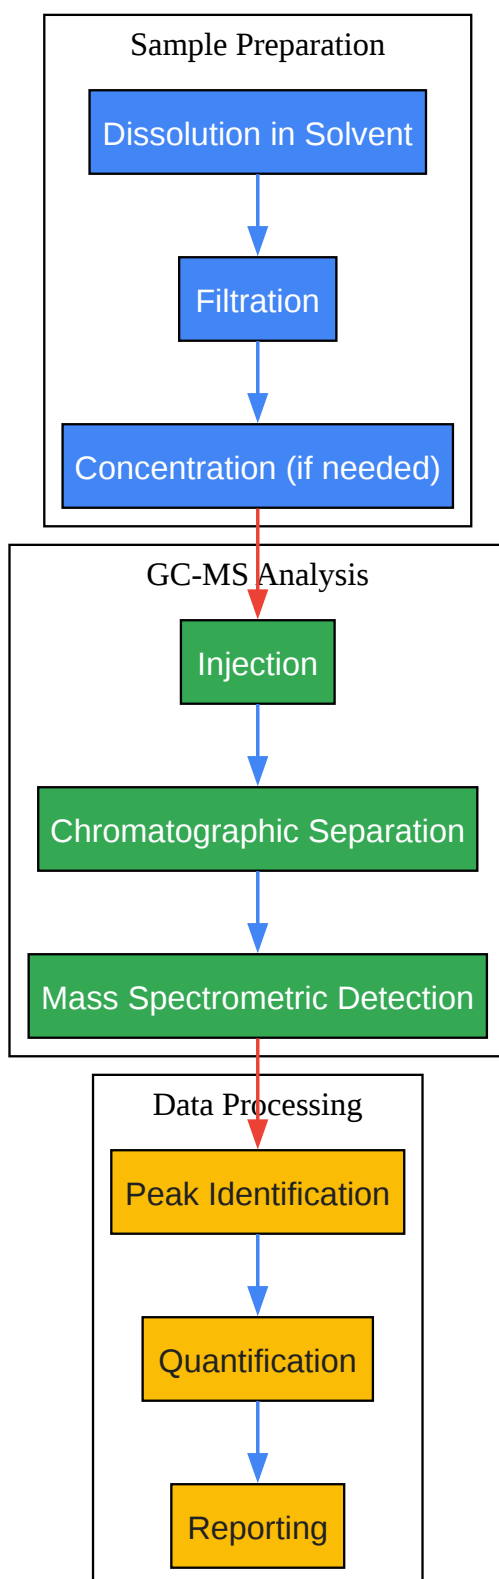 Sample Preparation
Dissolution in Solvent
Filtration
Concentration (if needed)
GC-MS Analysis
Injection
Chromatographic Separation
Mass Spectrometric Detection
Data Processing
Peak Identification
Quantification
Reporting